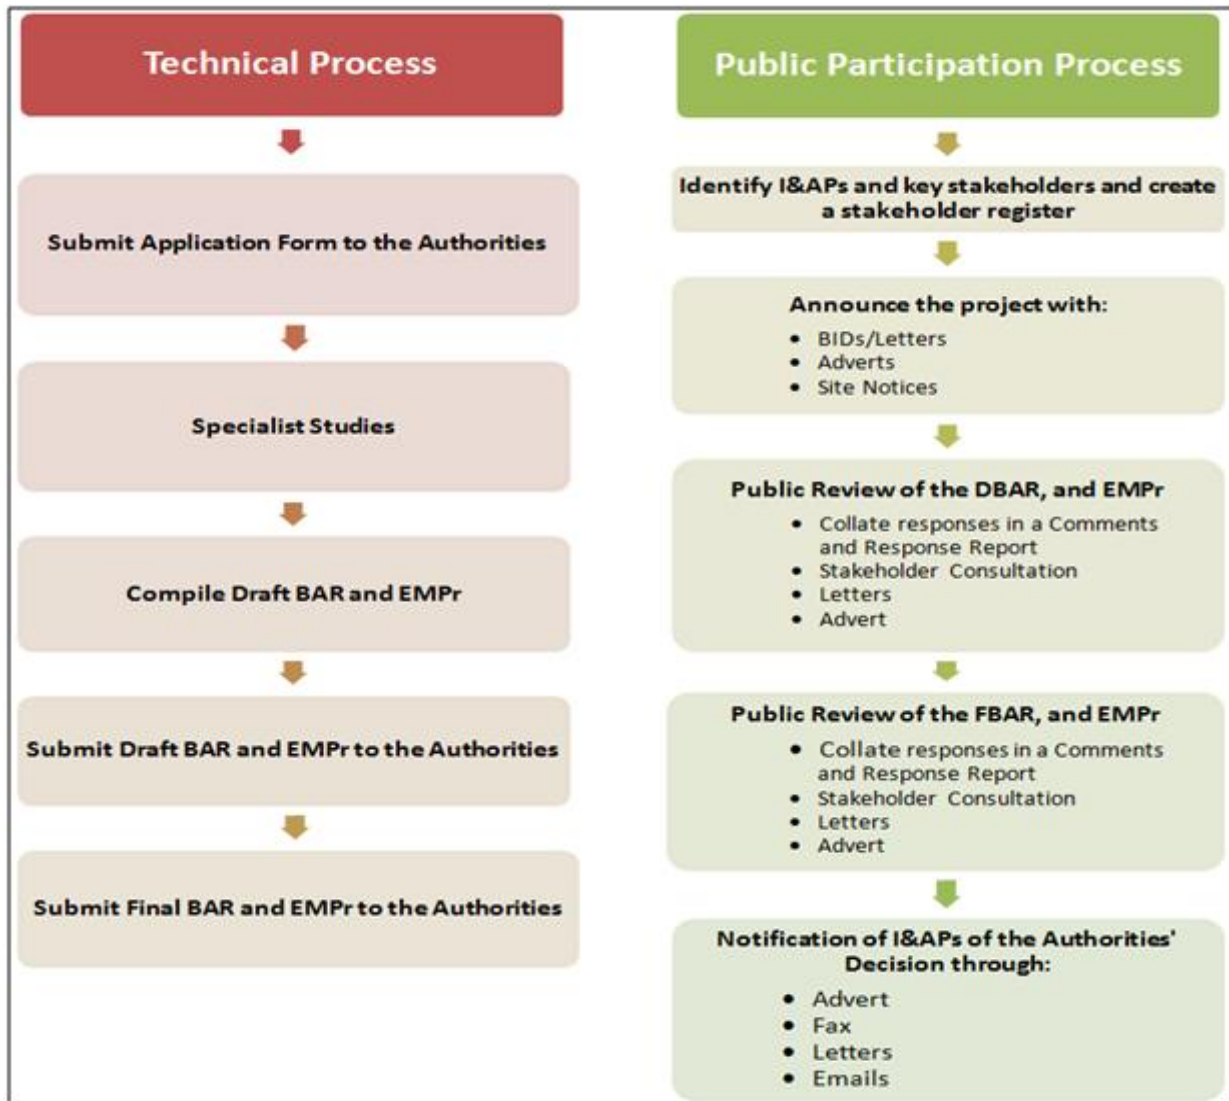 Technical Process
Submit Application Form to the Authorities
Specialist Studies
Compile Draft BAR and EMPr
Submit Draft BAR and EMPr to the Authorities
Submit Final BAR and EMPr to the Authorities
Public Participation Process
Identify I&APs and key stakeholders and create
a stakeholder register
Announce the project with:
• BIDs/Letters
• Adverts
• Site Notices
Public Review of the DBAR, and EMPr
• Collate responses in a Comments
and Response Report
• Stakeholder Consultation
• Letters
• Advert
Public Review of the FBAR, and EMPr
• Collate responses in a Comments
and Response Report
• Stakeholder Consultation
• Letters
• Advert
Notification of I&APs of the Authorities'
Decision through:
• Advert
• Fax
• Letters
• Emails